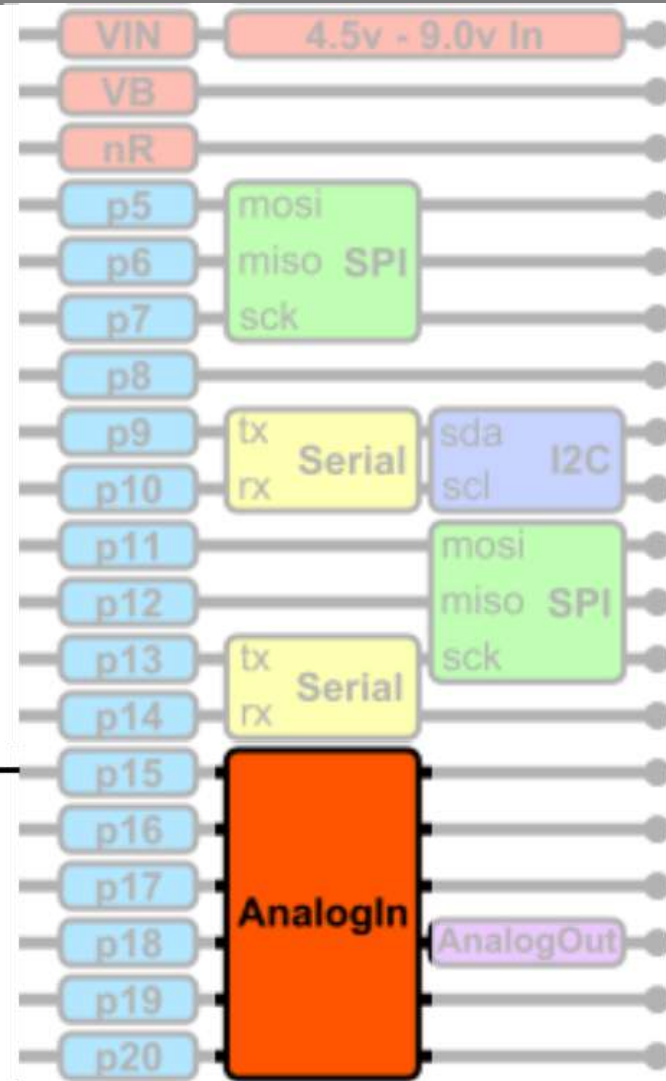 VIN 4.5v - 9.0v In
VB
nR
p5 mosi
p6 miso SPI
p7 sck
p8
p9 tx Serial sda I2C
p10 rx scl
p11 mosi
p12 miso SPI
p13 tx Serial sck
p14 rx
p15
p16
p17
AnalogIn
p18 AnalogOut
p19
p20